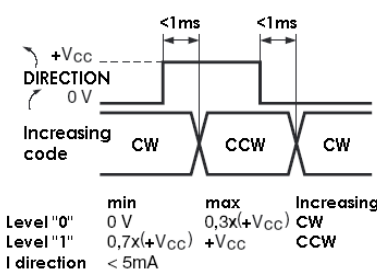 <1ms <1ms
+VCC
DIRECTION
0 V
Increasing code CW CCW CW
min max Increasing
Level "0" 0 V 0,3x(+VCC) CW
Level "1" 0,7x(+VCC) +VCC CCW
I direction < 5mA